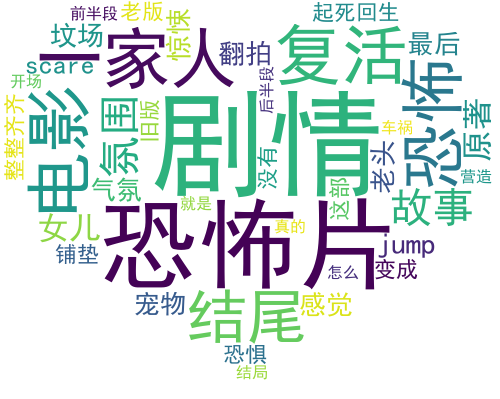 前半段 老版 起死回生
坟场 惊悚 翻拍 复活 最后
scare 一家人
开场 电影 氛围 旧版 剧情 后半段 恐怖 原著
整整齐齐 没有 老头 车祸
气氛 就是 这部 故事 营造
女儿 恐怖片 真的
铺垫 jump
怎么 变成
宠物 结尾 感觉
恐惧
结局